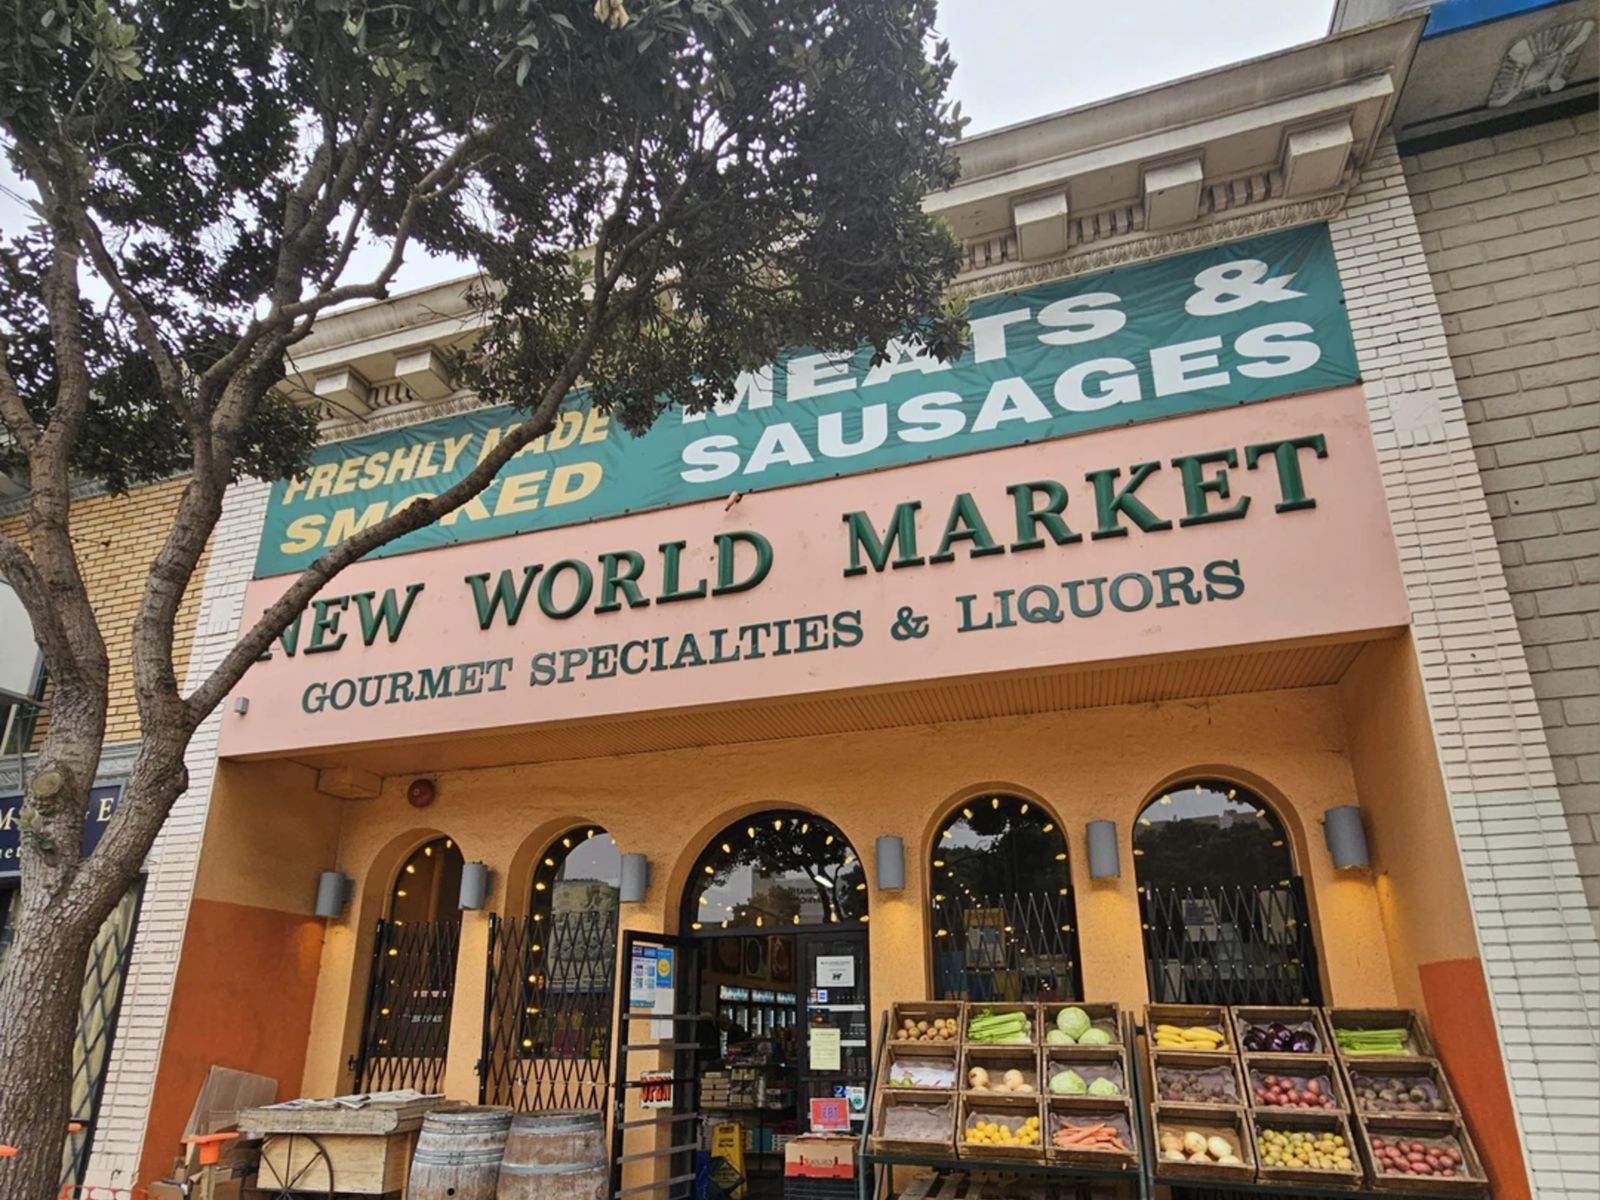 FRESHLY MADE
SMOKED
MEATS &
SAUSAGES
NEW WORLD MARKET
GOURMET SPECIALTIES & LIQUORS
OPEN
EBT